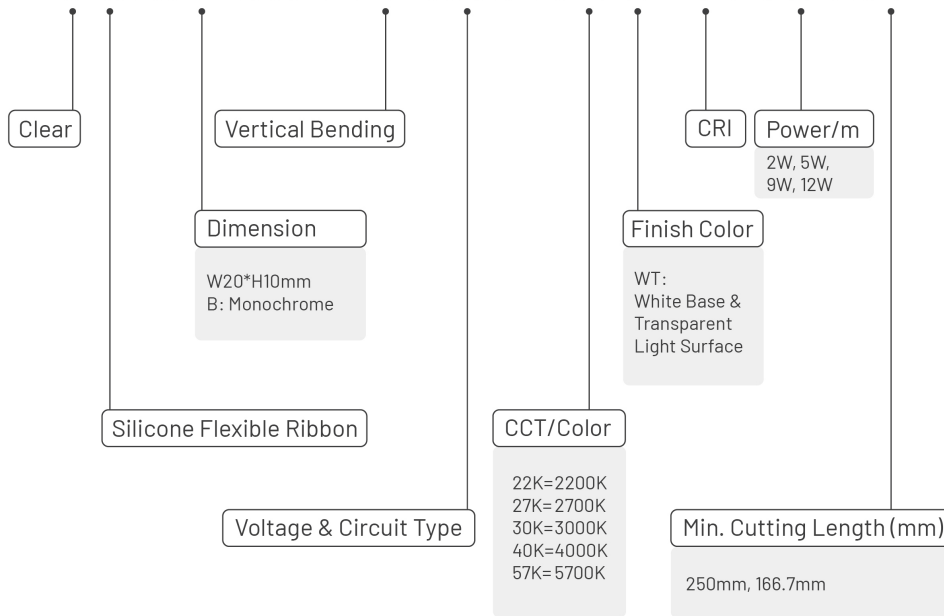 Clear
Vertical Bending
CRI
Power/m
2W, 5W,
9W, 12W
Dimension
W20*H10mm
B: Monochrome
Finish Color
WT:
White Base &
Transparent
Light Surface
Silicone Flexible Ribbon
CCT/Color
22K=2200K
27K=2700K
30K=3000K
40K=4000K
57K=5700K
Voltage & Circuit Type
Min. Cutting Length (mm)
250mm, 166.7mm